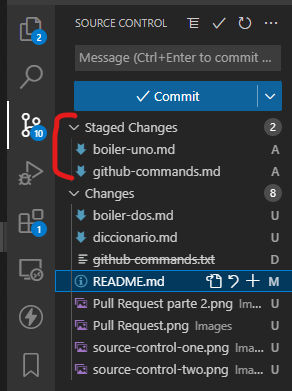 SOURCE CONTROL
2
Message (Ctrl+Enter to commit ...
Commit
10
Staged Changes 2
boiler-uno.md A
github-commands.md A
Changes 8
boiler-dos.md U
1
diccionario.md U
github-commands.txt D
README.md M
Pull Request parte 2.png Im... U
Pull Request.png Images U
source-control-one.png Ima... U
source-control-two.png Ima... U